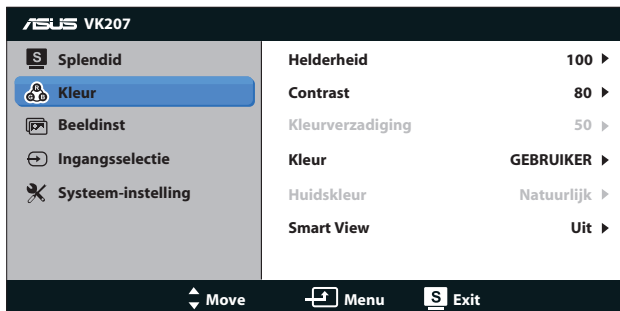 ASUS VK207
S Splendid
Kleur
Beeldinst
Ingangsselectie
Systeem-instelling
Helderheid 100
Contrast 80
Kleurverzadiging 50
Kleur GEBRUIKER
Huidskleur Natuurlijk
Smart View Uit
Move Menu S Exit